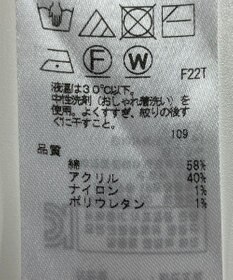 F
W
F22T
液温は30℃以下。
中性洗剤(おしゃれ着洗い)を
使用。よくすすぎ、絞りの後す
ぐに干すこと。
109
品質
綿 58%
アクリル 40%
ナイロン 1%
ポリウレタン 1%